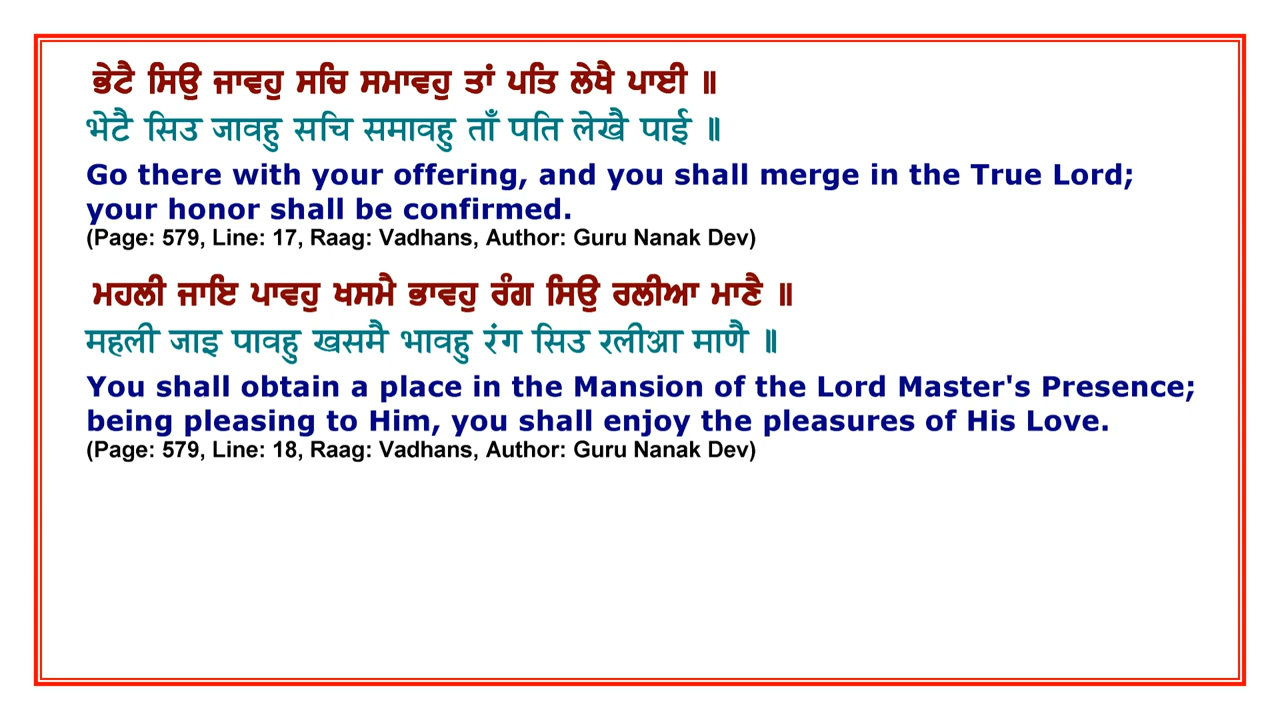 ਭੇਟੈ ਸਿਉ ਜਾਵਹੁ ਸਚਿ ਸਮਾਵਹੁ ਤਾਂ ਪਤਿ ਲੇਖੈ ਪਾਈ ॥
भेटै सिउ जावहु सचि समावहु ताँ पति लेखै पाई ॥
Go there with your offering, and you shall merge in the True Lord;
your honor shall be confirmed.
(Page: 579, Line: 17, Raag: Vadhans, Author: Guru Nanak Dev)
ਮਹਲੀ ਜਾਇ ਪਾਵਹੁ ਖਸਮੈ ਭਾਵਹੁ ਰੰਗ ਸਿਉ ਰਲੀਆ ਮਾਣੈ ॥
महली जाइ पावहु खसमै भावहु रंग सिउ रलीआ माणै ॥
You shall obtain a place in the Mansion of the Lord Master's Presence;
being pleasing to Him, you shall enjoy the pleasures of His Love.
(Page: 579, Line: 18, Raag: Vadhans, Author: Guru Nanak Dev)